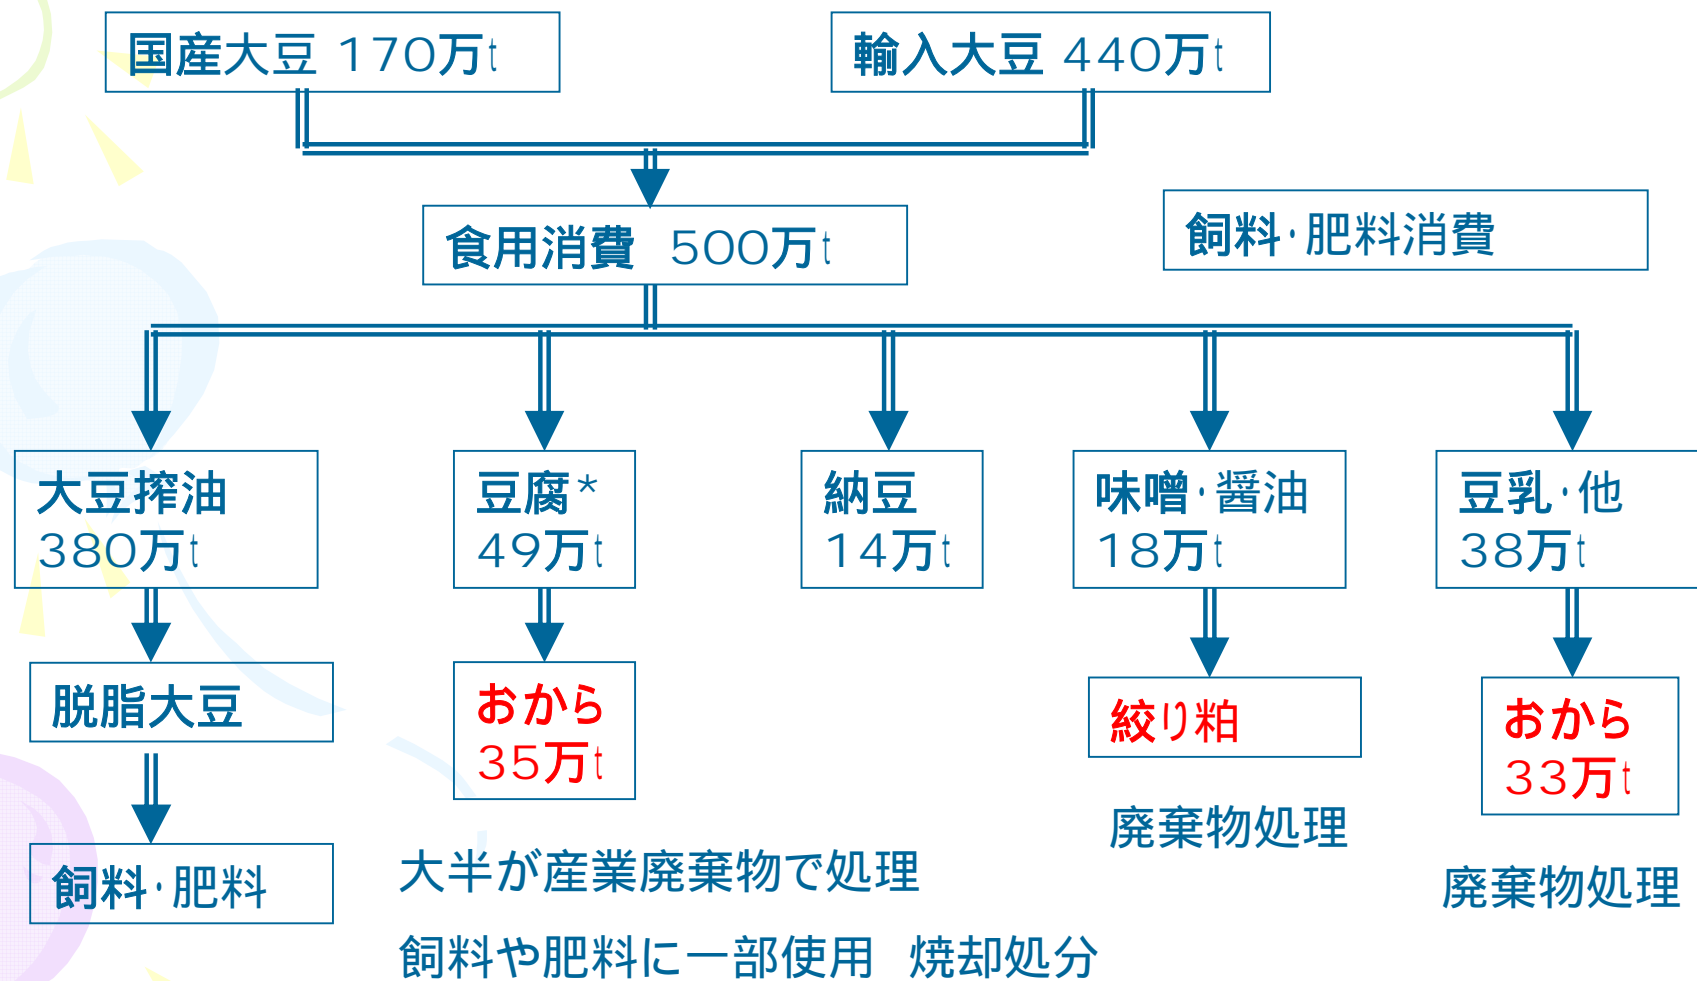 国産大豆 170万t
輸入大豆 440万t
食用消費 500万t
飼料・肥料消費
大豆搾油
380万t
豆腐*
49万t
納豆
14万t
味噌・醤油
18万t
豆乳・他
38万t
脱脂大豆
おから
35万t
絞り粕
おから
33万t
廃棄物処理
飼料・肥料
大半が産業廃棄物で処理
廃棄物処理
飼料や肥料に一部使用 焼却処分